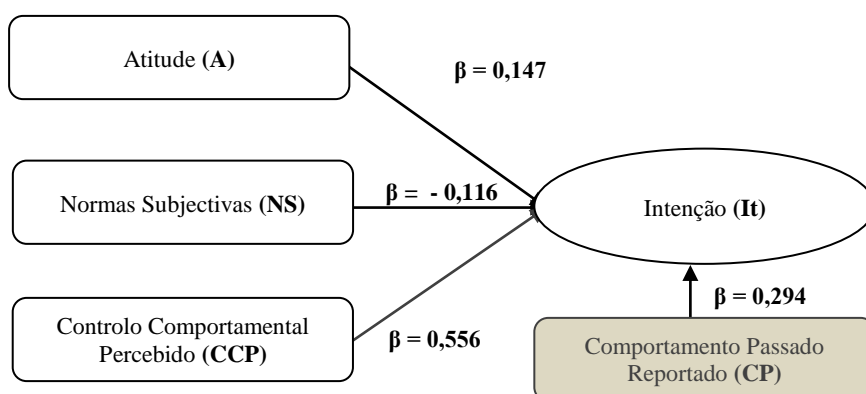 Atitude (A)
β = 0,147
Normas Subjectivas (NS)
β = - 0,116
Intenção (It)
Controlo Comportamental
Percebido (CCP)
β = 0,556
β = 0,294
Comportamento Passado
Reportado (CP)